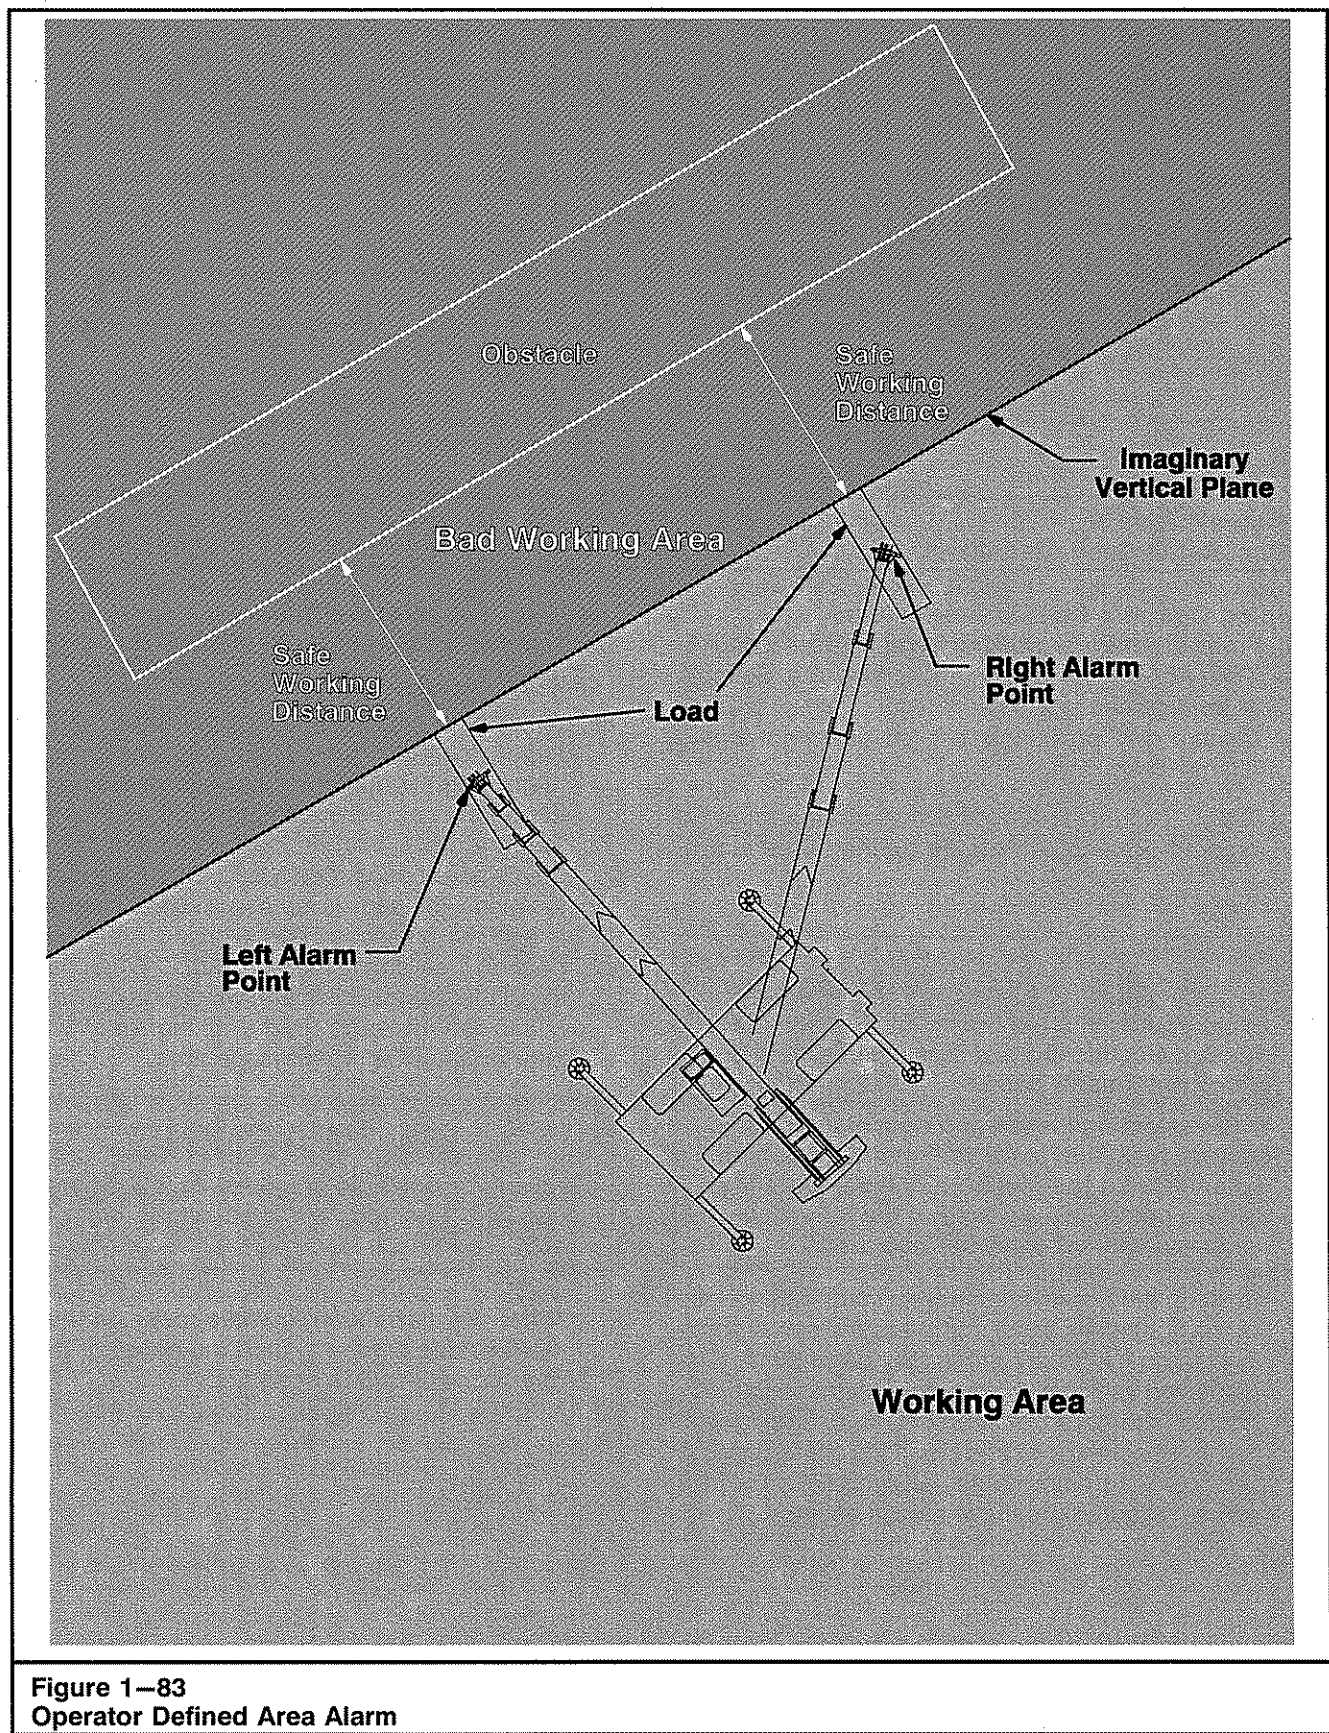 Obstacle
Safe
Working
Distance
Imaginary
Vertical Plane
Bad Working Area
Safe
Working
Distance
Load
Right Alarm
Point
Left Alarm
Point
Working Area
Figure 1—83
Operator Defined Area Alarm